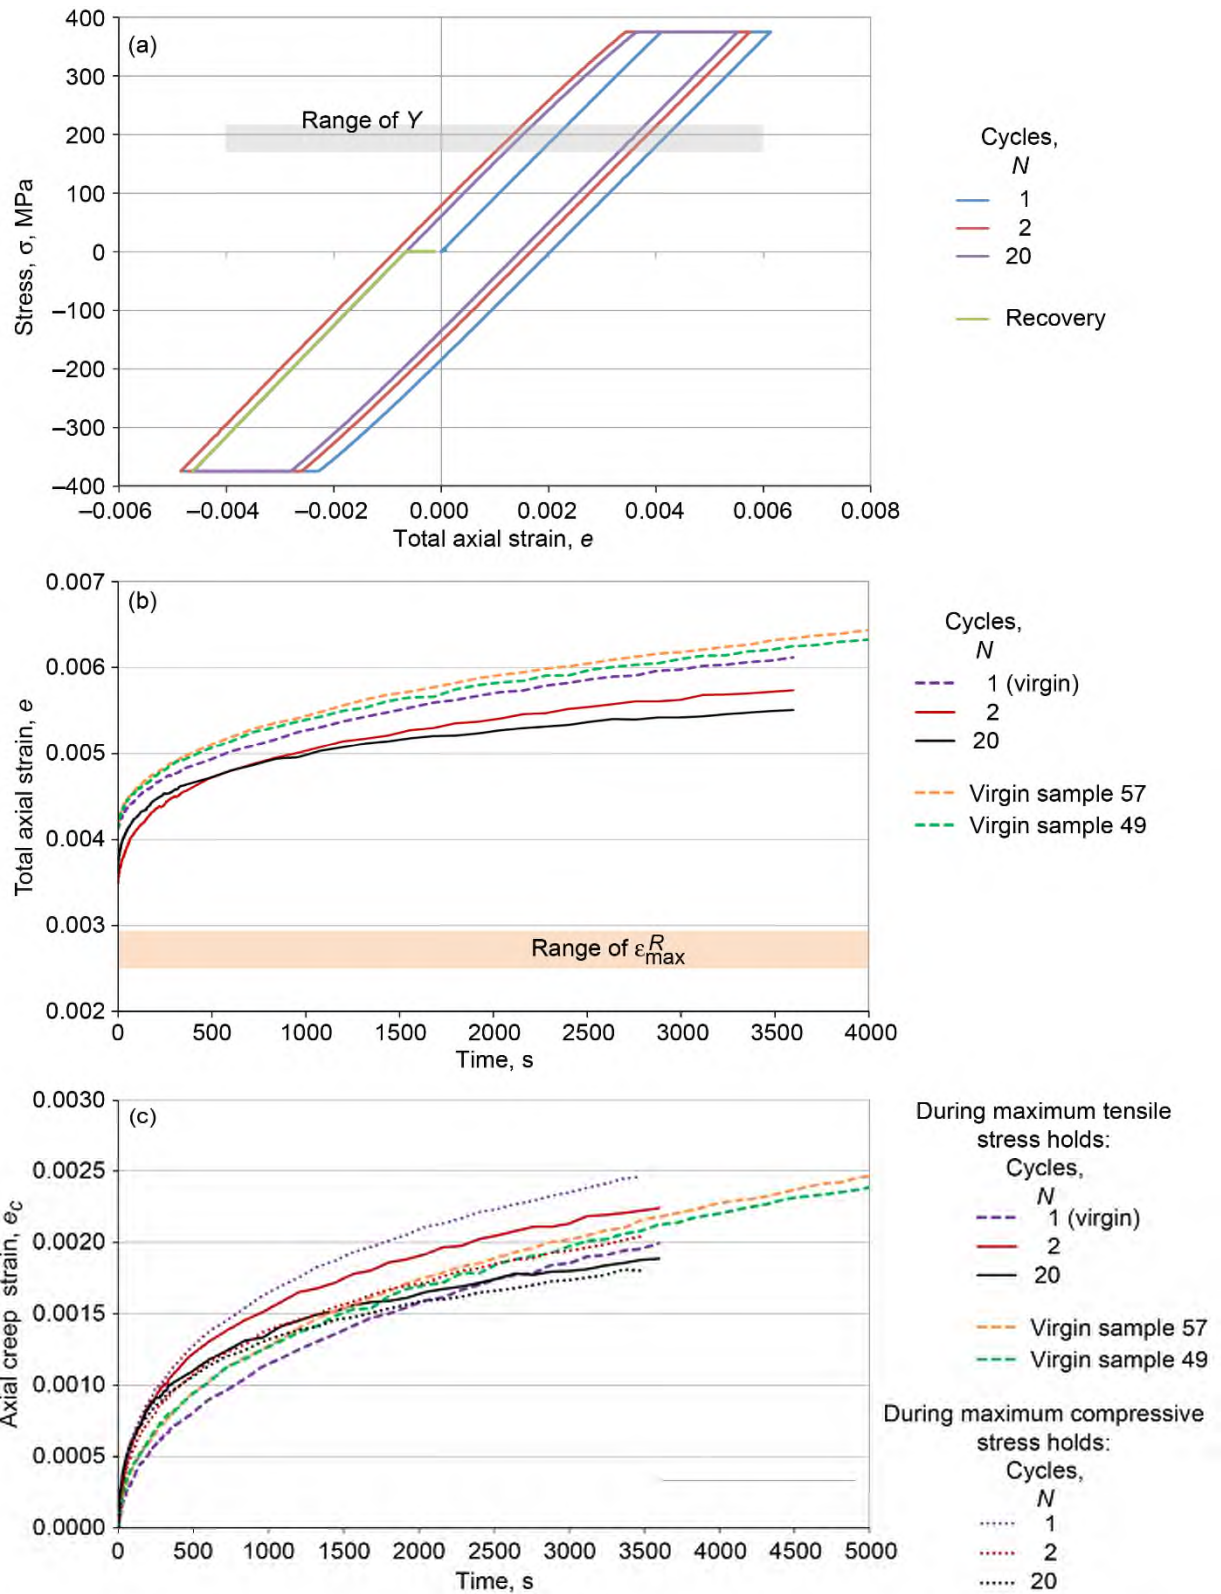 (a)
400
300
200
100
0
−100
−200
−300
−400
Stress, σ, MPa
Range of Y
−0.006 −0.004 −0.002 0.000 0.002 0.004 0.006 0.008
Total axial strain, e
Cycles,
N
1
2
20
Recovery
(b)
0.007
0.006
0.005
0.004
0.003
0.002
Total axial strain, e
Range of ε^R_max
0 500 1000 1500 2000 2500 3000 3500 4000
Time, s
Cycles,
N
1 (virgin)
2
20
Virgin sample 57
Virgin sample 49
(c)
0.0030
0.0025
0.0020
0.0015
0.0010
0.0005
0.0000
Axial creep strain, e_c
0 500 1000 1500 2000 2500 3000 3500 4000 4500 5000
Time, s
During maximum tensile
stress holds:
Cycles,
N
1 (virgin)
2
20
Virgin sample 57
Virgin sample 49
During maximum compressive
stress holds:
Cycles,
N
1
2
20